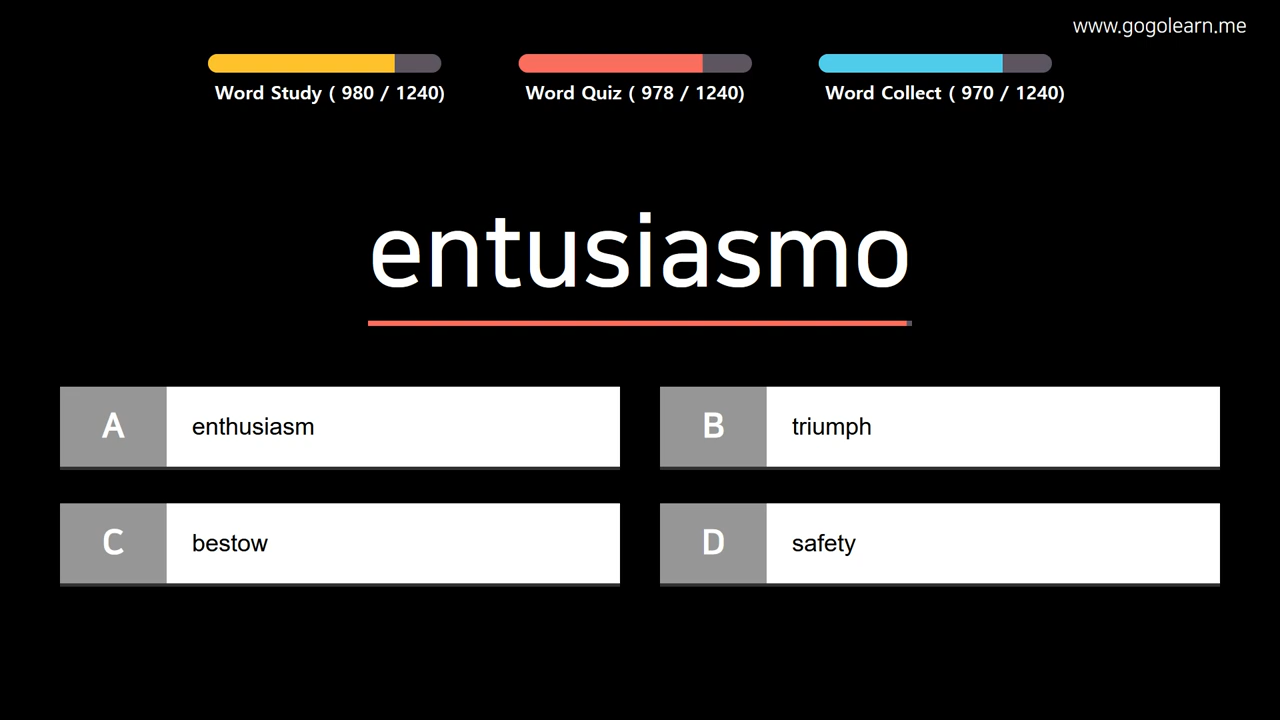 www.gogolearn.me
Word Study ( 980 / 1240)
Word Quiz ( 978 / 1240)
Word Collect ( 970 / 1240)
entusiasmo
A
enthusiasm
B
triumph
C
bestow
D
safety